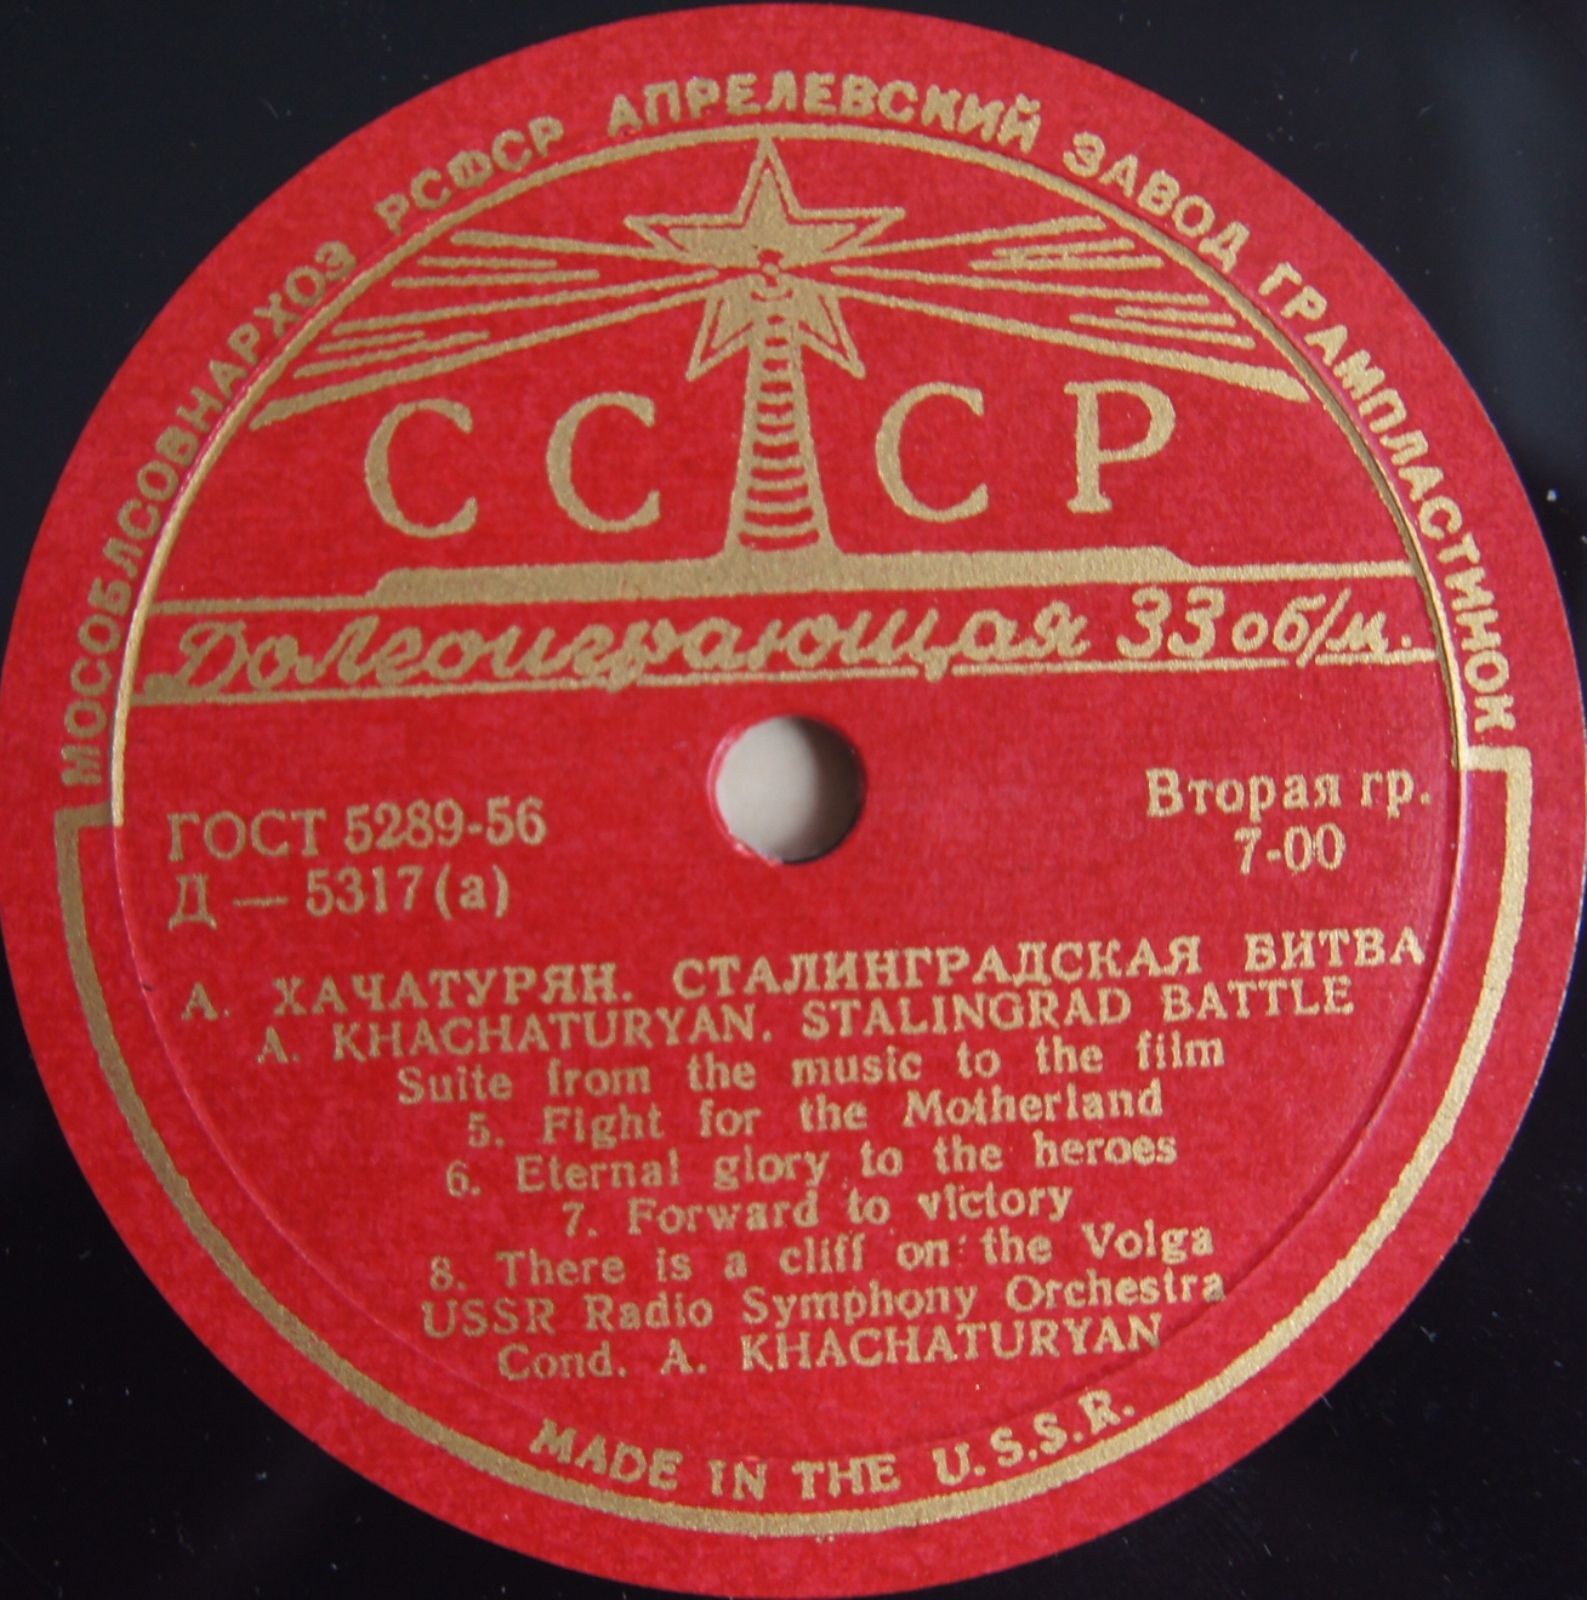 МОСОБЛСОВНАРХОЗ РСФСР АПРЕЛЕВСКИЙ ЗАВОД ГРАМПЛАСТИНОК
СССР
Долгоиграющая 33 об/м.
ГОСТ 5289-56
Д — 5317 (a)
Вторая гр.
7-00
А. ХАЧАТУРЯН. СТАЛИНГРАДСКАЯ БИТВА
A. KHACHATURYAN. STALINGRAD BATTLE
Suite from the music to the film
5. Fight for the Motherland
6. Eternal glory to the heroes
7. Forward to victory
8. There is a cliff on the Volga
USSR Radio Symphony Orchestra
Cond. A. KHACHATURYAN
MADE IN THE U.S.S.R.